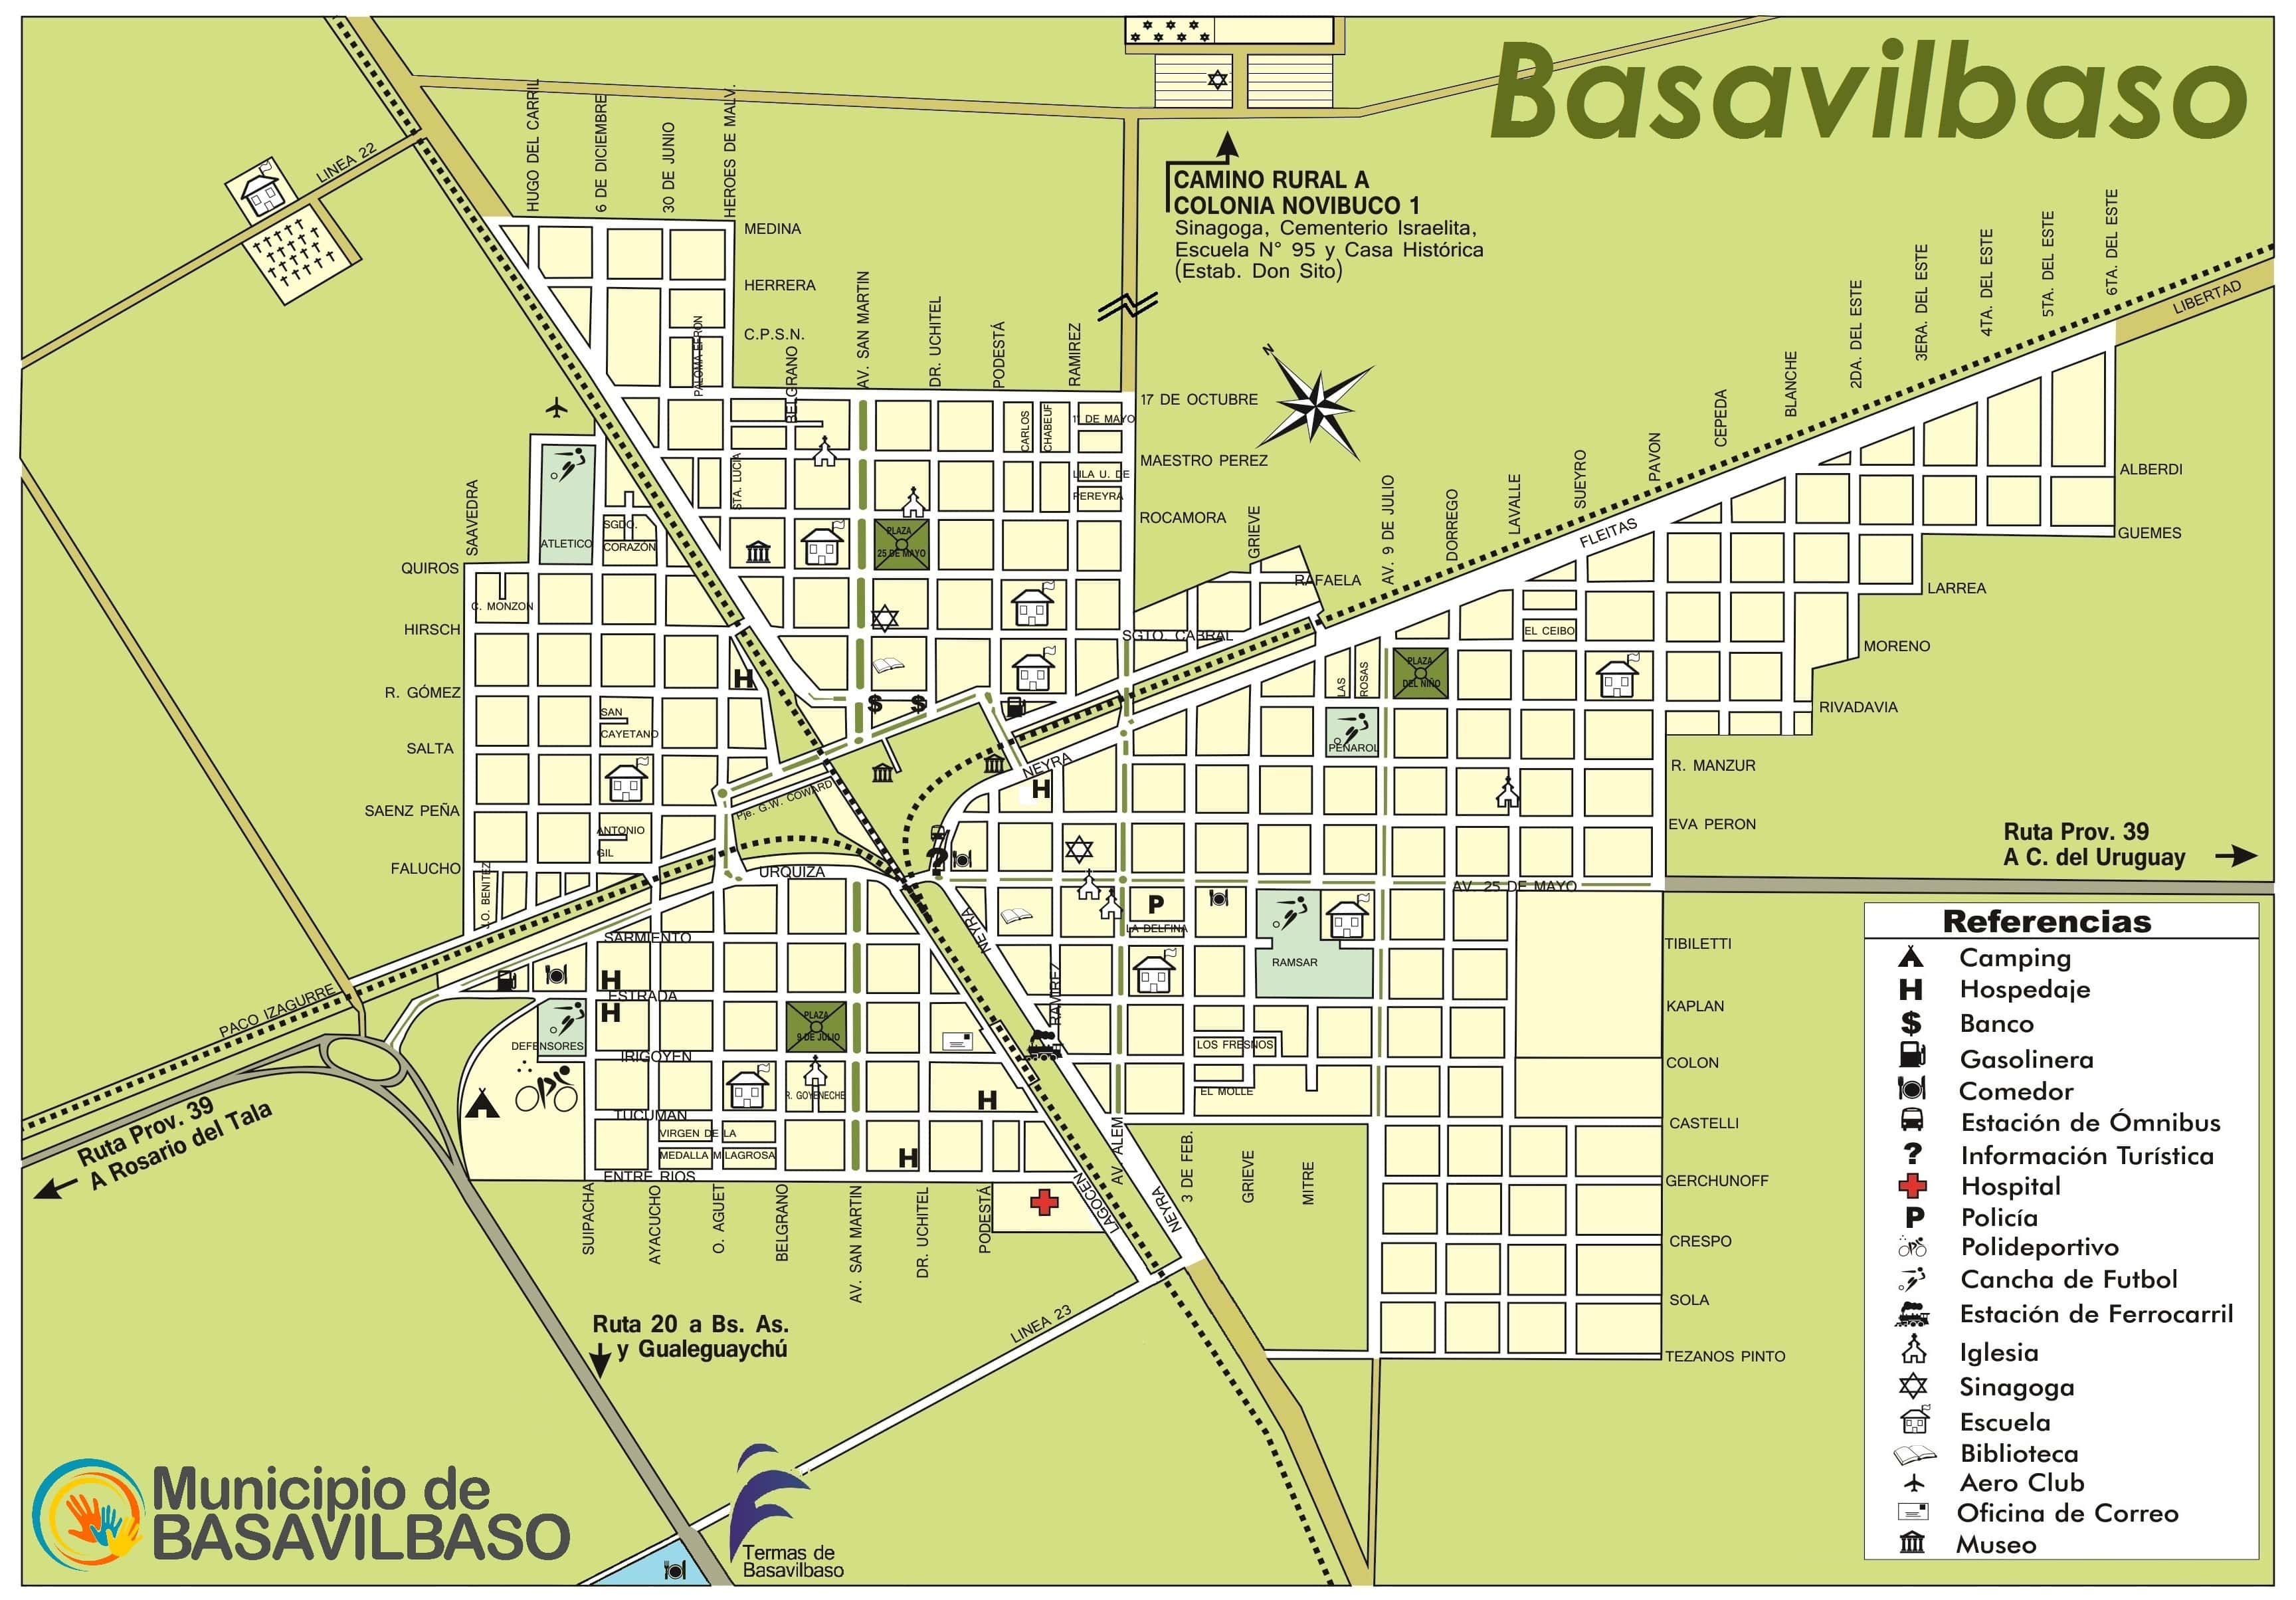 Basavilbaso
LINEA 22
HUGO DEL CARRIL
6 DE DICIEMBRE
30 DE JUNIO
HEROES DE MALV.
MEDINA
HERRERA
C.P.S.N.
PALOMA EFRON
BELGRANO
AV. SAN MARTIN
DR. UCHITEL
PODESTÁ
RAMIREZ
CAMINO RURAL A
COLONIA NOVIBUCO 1
Sinagoga, Cementerio Israelita,
Escuela N° 95 y Casa Histórica
(Estab. Don Sito)
N
17 DE OCTUBRE
CARLOS
CHABEUF
1° DE MAYO
MAESTRO PEREZ
LILA U. DE
PEREYRA
ROCAMORA
STA. LUCIA
SAAVEDRA
ATLETICO
SGDO.
CORAZÓN
PLAZA
25 DE MAYO
QUIROS
C. MONZON
HIRSCH
R. GÓMEZ
SAN
CAYETANO
SALTA
SAENZ PEÑA
ANTONIO
GIL
FALUCHO
J.O. BENITEZ
GRIEVE
RAFAELA
SGTO. CABRAL
AV. 9 DE JULIO
DORREGO
LAVALLE
SUEYRO
PAVON
CEPEDA
BLANCHE
2DA. DEL ESTE
3ERA. DEL ESTE
4TA. DEL ESTE
5TA. DEL ESTE
6TA. DEL ESTE
LIBERTAD
FLEITAS
ALBERDI
GUEMES
LARREA
MORENO
RIVADAVIA
R. MANZUR
EVA PERON
EL CEIBO
LAS
ROSAS
PLAZA
DEL NIÑO
PEÑAROL
H
$
$
NEYRA
H
Pje. G.W. COWARD
?
URQUIZA
AV. 25 DE MAYO
Ruta Prov. 39
A C. del Uruguay
NEYRA
P
LA DELFINA
RAMSAR
TIBILETTI
KAPLAN
COLON
CASTELLI
GERCHUNOFF
CRESPO
SOLA
TEZANOS PINTO
RAMIREZ
LOS FRESNOS
EL MOLLE
SARMIENTO
H
ESTRADA
H
DEFENSORES
IRIGOYEN
PLAZA
9 DE JULIO
R. GOYENECHE
TUCUMAN
VIRGEN DE LA
MEDALLA MILAGROSA
ENTRE RIOS
H
H
PACO IZAGURRE
Ruta Prov. 39
A Rosario del Tala
SUIPACHA
AYACUCHO
O. AGUET
BELGRANO
AV. SAN MARTIN
DR. UCHITEL
PODESTÁ
LAGOCEN
AV. ALEM
NEYRA
3 DE FEB.
GRIEVE
MITRE
LINEA 23
Ruta 20 a Bs. As.
y Gualeguaychú
Municipio de
BASAVILBASO
Termas de
Basavilbaso
Referencias
Camping
H Hospedaje
$ Banco
Gasolinera
Comedor
Estación de Ómnibus
? Información Turística
Hospital
P Policía
Polideportivo
Cancha de Futbol
Estación de Ferrocarril
Iglesia
Sinagoga
Escuela
Biblioteca
Aero Club
Oficina de Correo
Museo